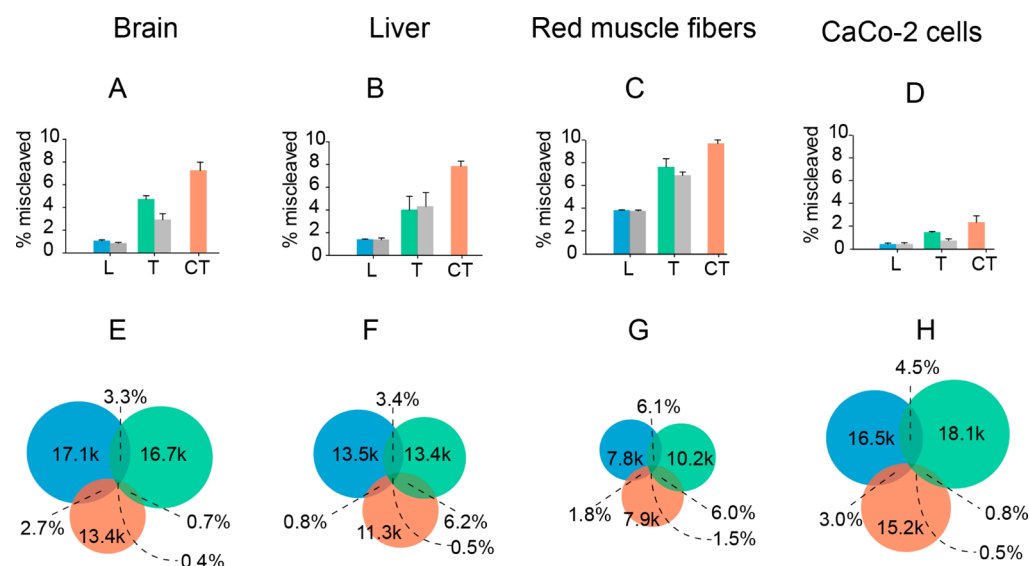 Brain Liver Red muscle fibers CaCo-2 cells
A B C D
% miscleaved 10 8 6 4 2 0 L T CT
% miscleaved 10 8 6 4 2 0 L T CT
% miscleaved 10 8 6 4 2 0 L T CT
% miscleaved 10 8 6 4 2 0 L T CT
E F G H
3.3%
17.1k 16.7k
2.7% 13.4k 0.7%
0.4%
3.4%
13.5k 13.4k
0.8% 11.3k 6.2%
0.5%
6.1%
7.8k 10.2k
1.8% 7.9k 6.0%
1.5%
4.5%
16.5k 18.1k
3.0% 15.2k 0.8%
0.5%